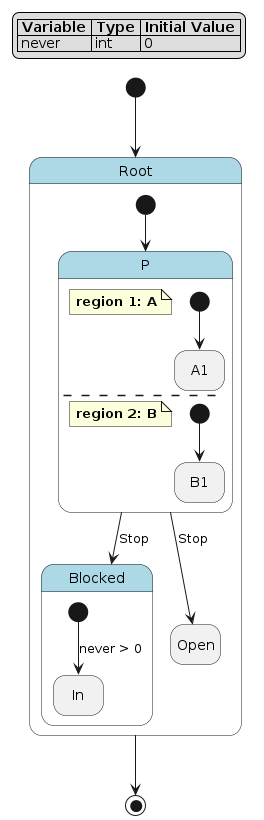 Variable Type Initial Value
never int 0
Root
P
region 1: A
A1
region 2: B
B1
Stop Stop
Blocked
never > 0
Open
In